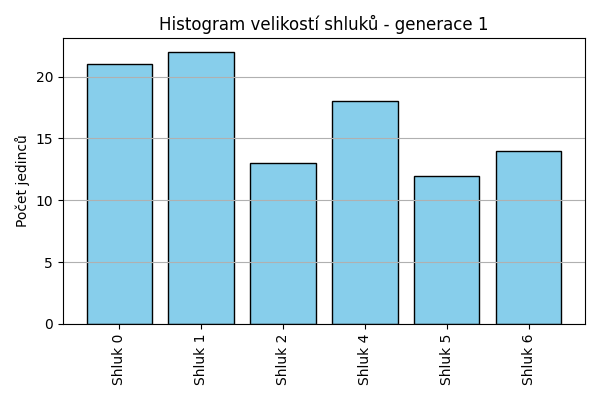 Histogram velikostí shluků - generace 1
Počet jedinců
20
15
10
5
0
Shluk 0
Shluk 1
Shluk 2
Shluk 4
Shluk 5
Shluk 6